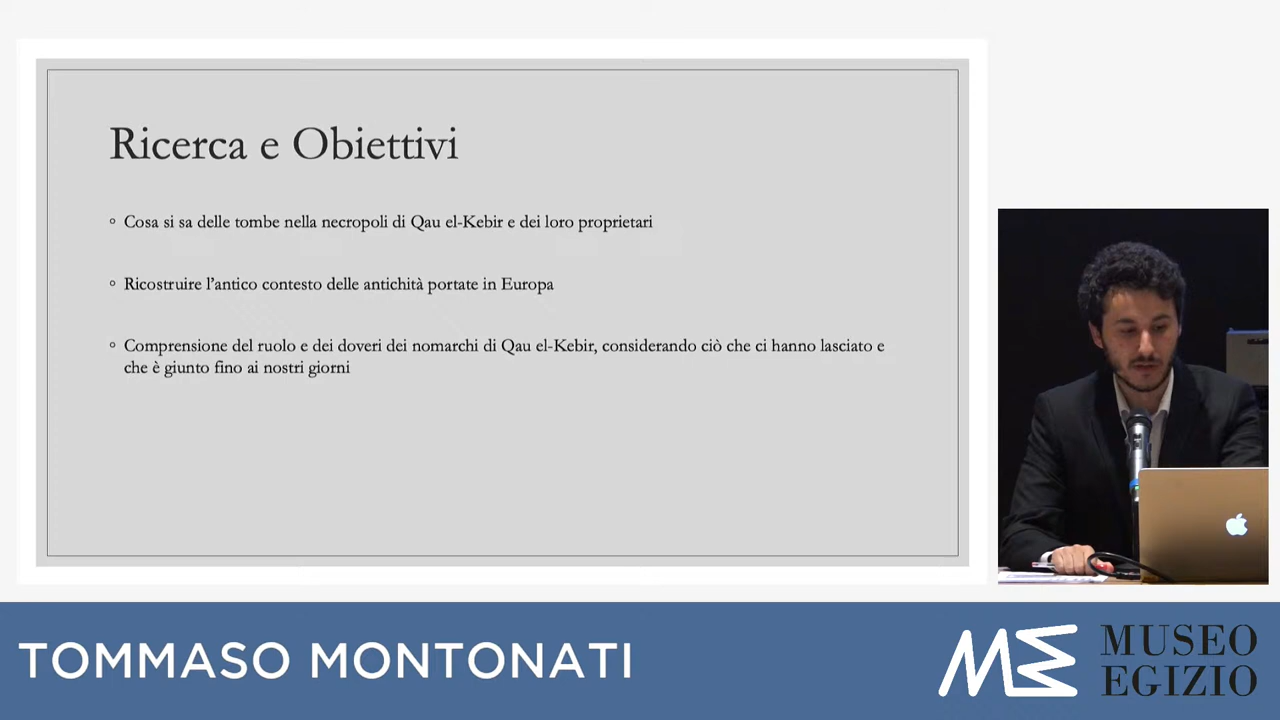 Ricerca e Obiettivi
Cosa si sa delle tombe nella necropoli di Qau el-Kebir e dei loro proprietari
Ricostruire l'antico contesto delle antichità portate in Europa
Comprensione del ruolo e dei doveri dei nomarchi di Qau el-Kebir, considerando ciò che ci hanno lasciato e
che è giunto fino ai nostri giorni
TOMMASO MONTONATI
ME MUSEO
EGIZIO